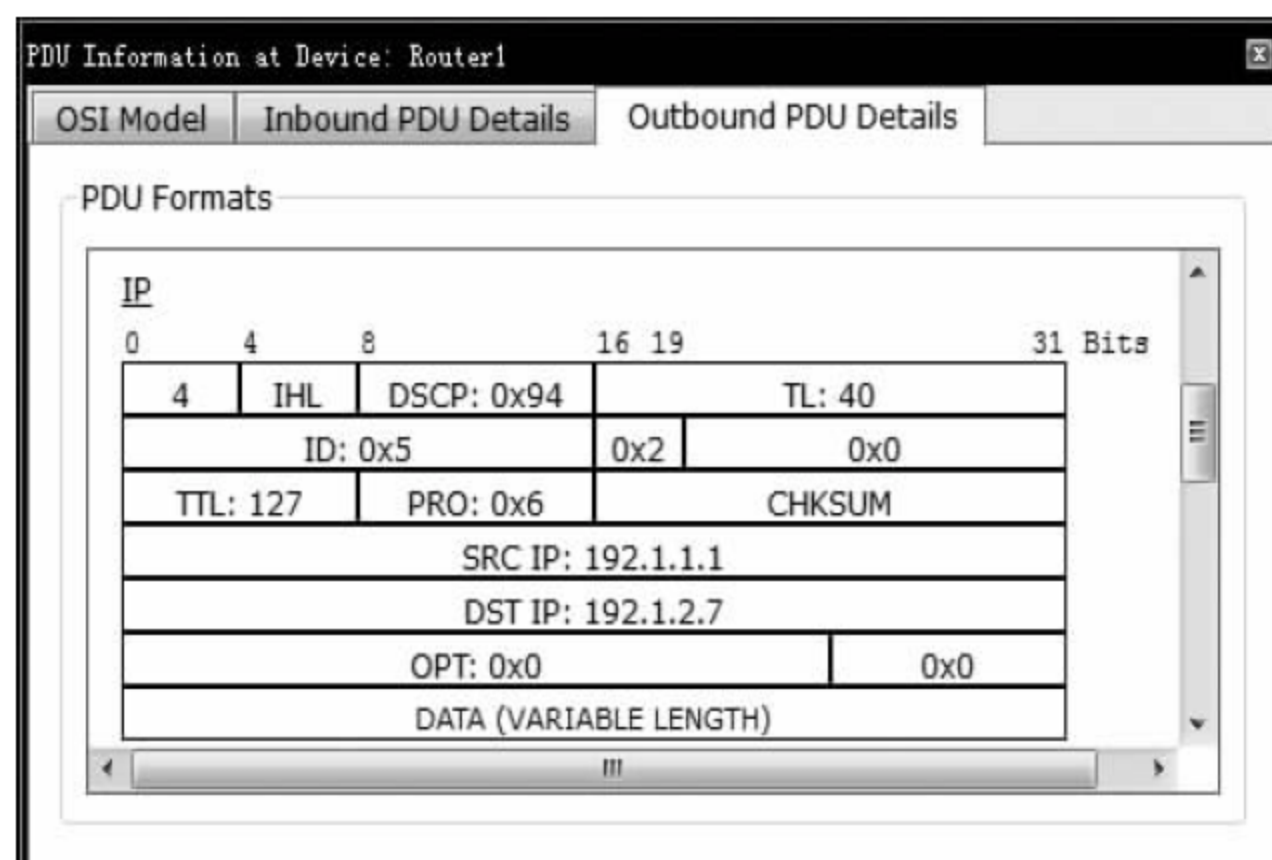 PDU Information at Device: Router1
OSI Model Inbound PDU Details Outbound PDU Details
PDU Formats
IP
0 4 8 16 19 31 Bits
4 IHL DSCP: 0x94 TL: 40
ID: 0x5 0x2 0x0
TTL: 127 PRO: 0x6 CHKSUM
SRC IP: 192.1.1.1
DST IP: 192.1.2.7
OPT: 0x0 0x0
DATA (VARIABLE LENGTH)